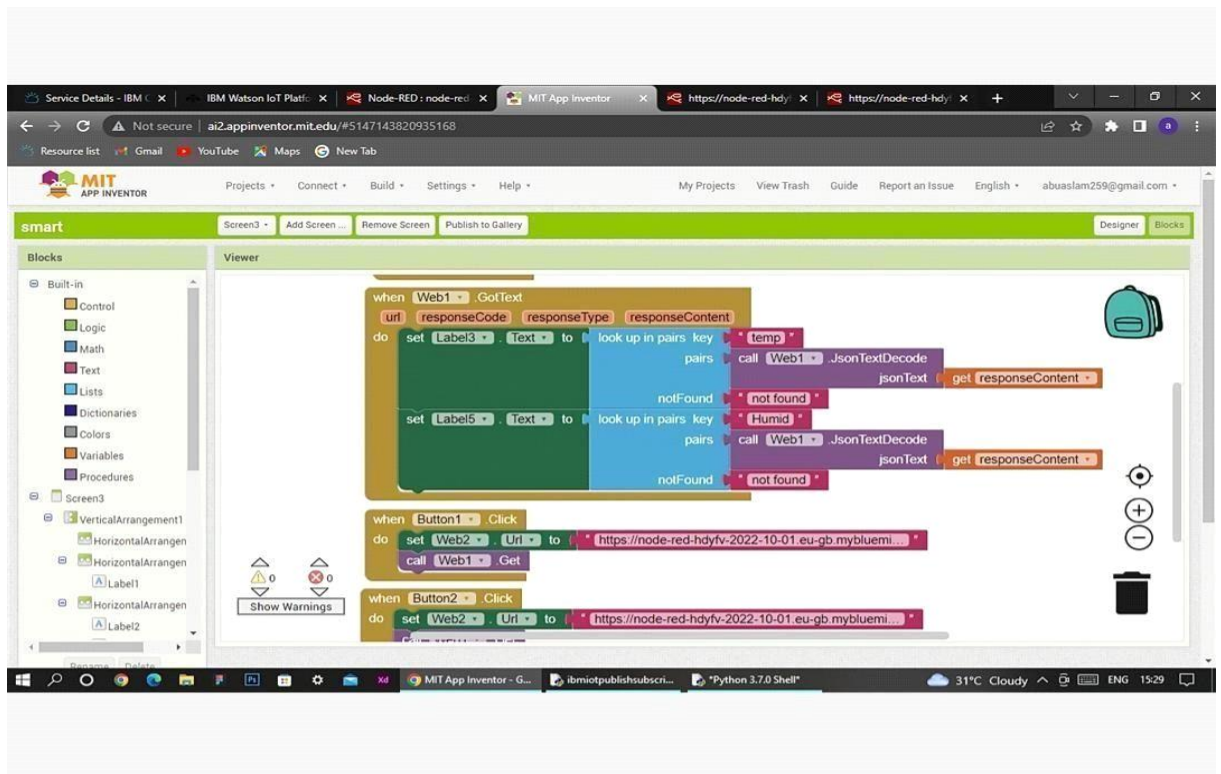 Service Details - IBM C
IBM Watson IoT Platfo
Node-RED : node-red
MIT App Inventor
https://node-red-hdyf
https://node-red-hdyf
Not secure
ai2.appinventor.mit.edu/#5147143820935168
a
Resource list
Gmail
YouTube
Maps
New Tab
MIT
APP INVENTOR
Projects
Connect
Build
Settings
Help
My Projects
View Trash
Guide
Report an Issue
English
abuaslam259@gmail.com
smart
Screen3
Add Screen ...
Remove Screen
Publish to Gallery
Designer
Blocks
Blocks
Viewer
Built-in
Control
Logic
Math
Text
Lists
Dictionaries
Colors
Variables
Procedures
Screen3
VerticalArrangement1
HorizontalArrangen
HorizontalArrangen
Label1
HorizontalArrangen
Label2
Rename Delete
when Web1 .GotText
url responseCode responseType responseContent
do set Label3 . Text to look up in pairs key " temp "
pairs call Web1 .JsonTextDecode
jsonText get responseContent
notFound " not found "
set Label5 . Text to look up in pairs key " Humid "
pairs call Web1 .JsonTextDecode
jsonText get responseContent
notFound " not found "
when Button1 .Click
do set Web2 . Url to " https://node-red-hdyfv-2022-10-01.eu-gb.mybluemi... "
call Web1 .Get
when Button2 .Click
do set Web2 . Url to " https://node-red-hdyfv-2022-10-01.eu-gb.mybluemi... "
0 0
Show Warnings
Ps
Xd
MIT App Inventor - G...
ibmiotpublishsubscri...
*Python 3.7.0 Shell*
31°C Cloudy
ENG
15:29